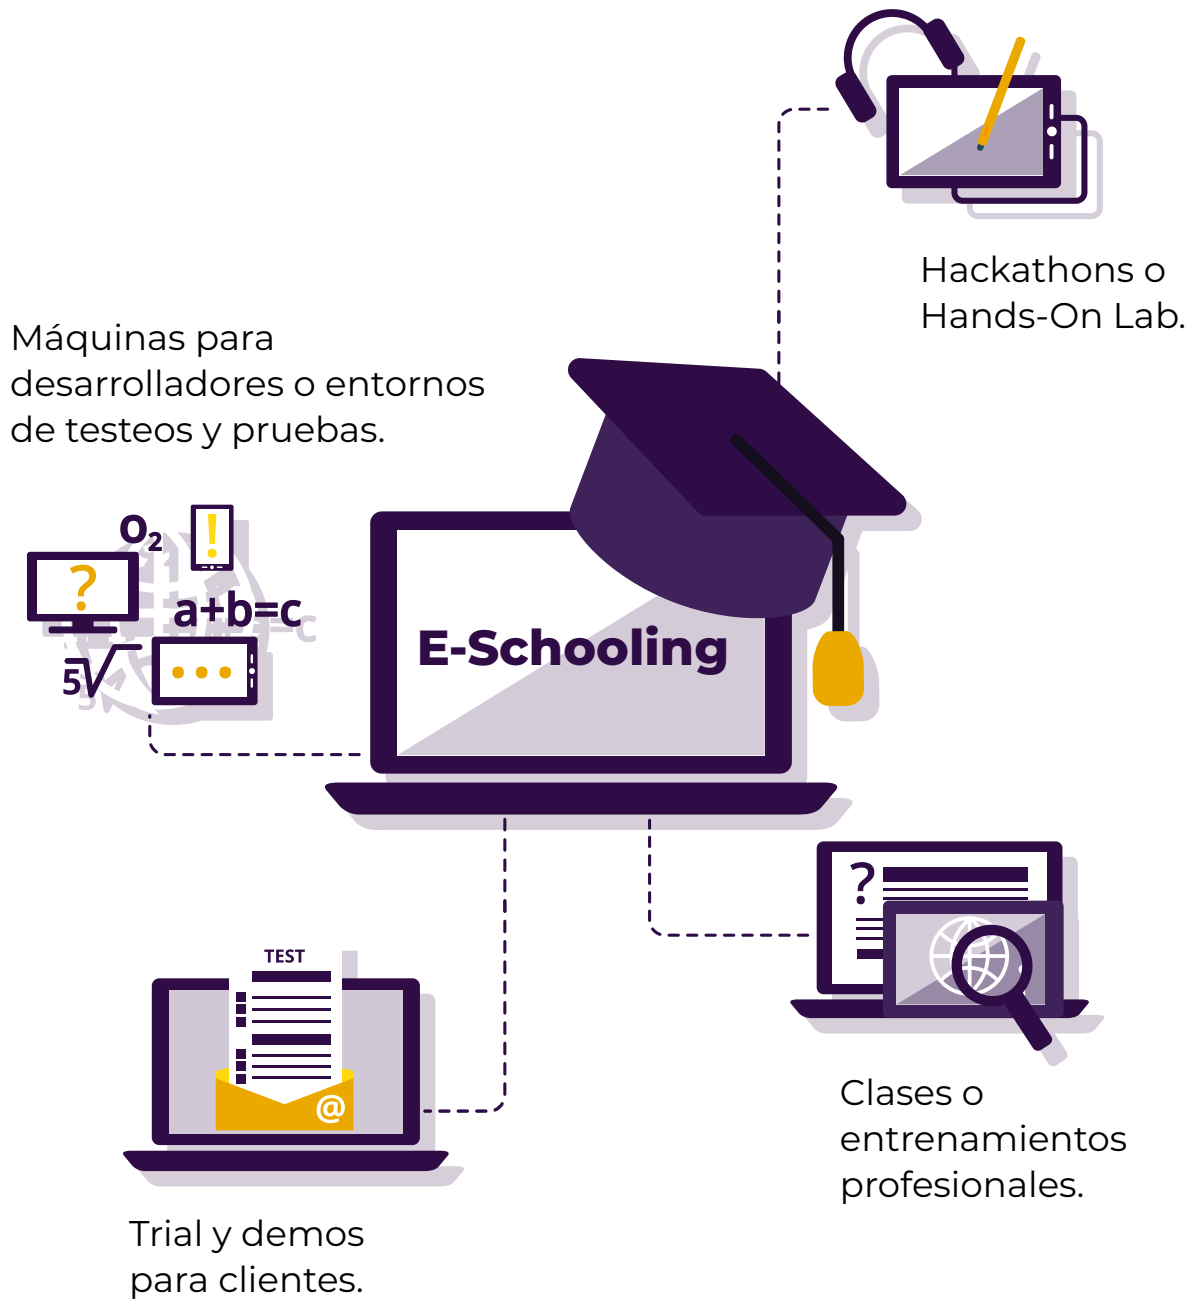 Hackathons o
Hands-On Lab.
Máquinas para
desarrolladores o entornos
de testeos y pruebas.
O₂
!
?
a+b=c
5√
...
E-Schooling
?
TEST
@
Clases o
entrenamientos
profesionales.
Trial y demos
para clientes.